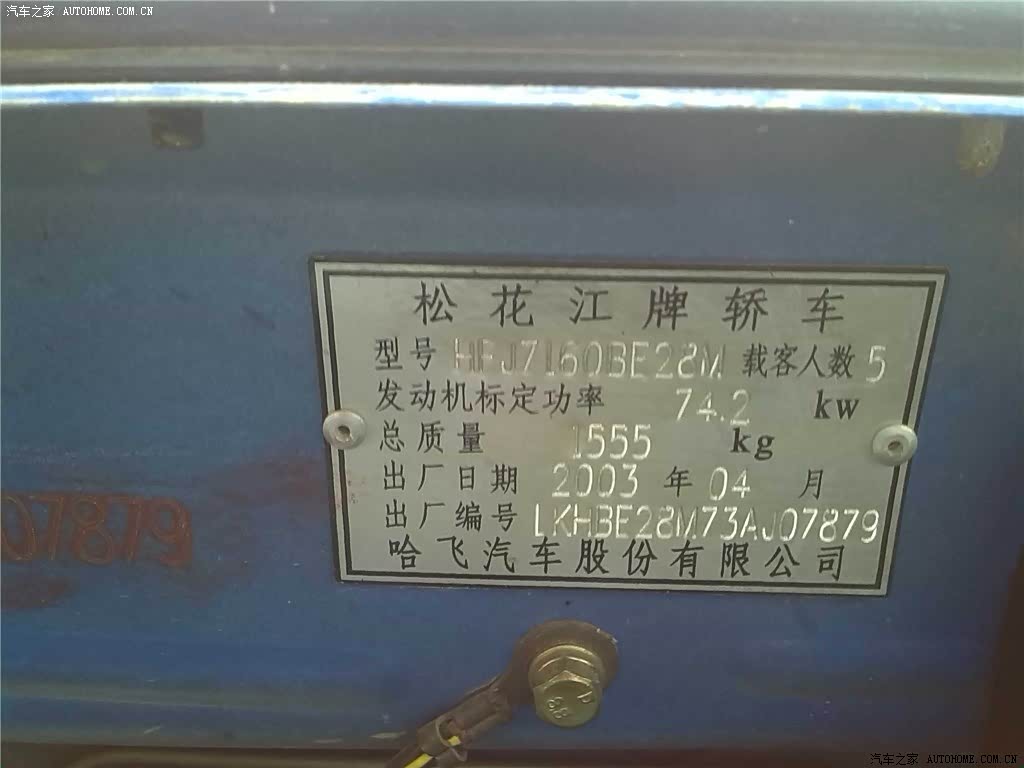 汽车之家 AUTOHOME.COM.CN
松花江牌轿车
型号 HFJ7160BE28M 载客人数 5
发动机标定功率 74.2 kw
总质量 1555 kg
出厂日期 2003 年 04 月
出厂编号 LKHBE28M73AJ07879
哈飞汽车股份有限公司
07879
8.8
汽车之家 AUTOHOME.COM.CN